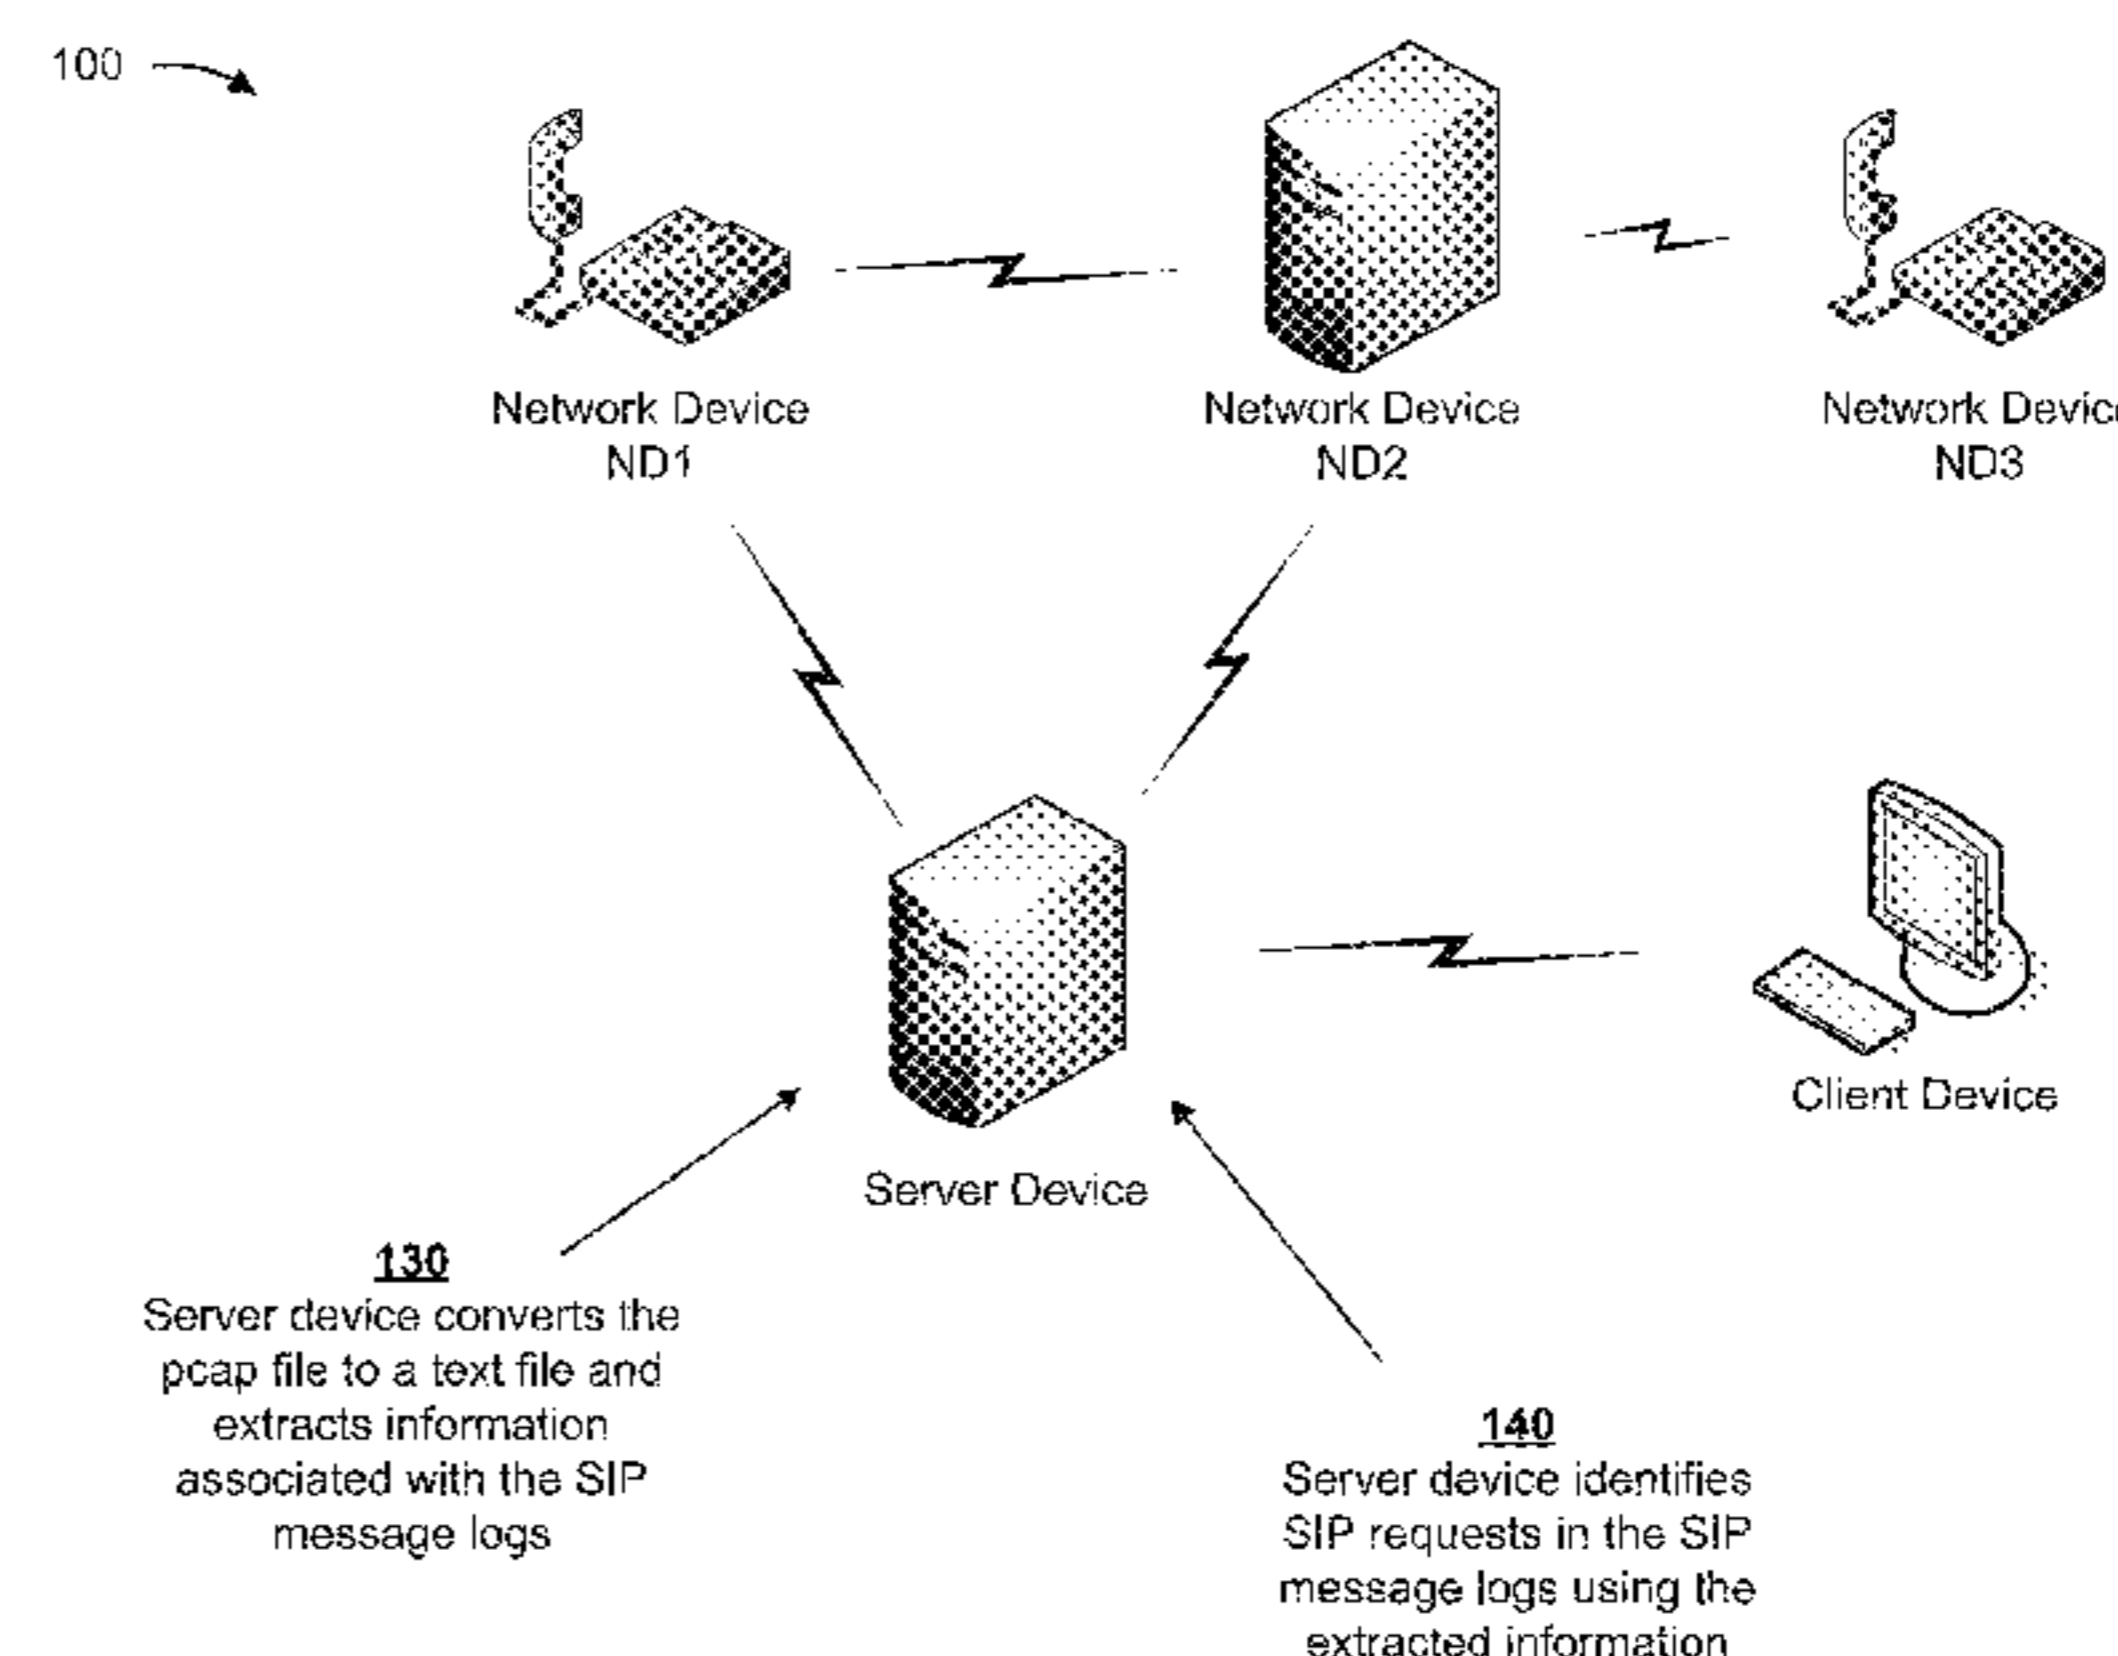 100
Network Device
ND1
Network Device
ND2
Network Device
ND3
Client Device
Server Device
130
Server device converts the
pcap file to a text file and
extracts information
associated with the SIP
message logs
140
Server device identifies
SIP requests in the SIP
message logs using the
extracted information